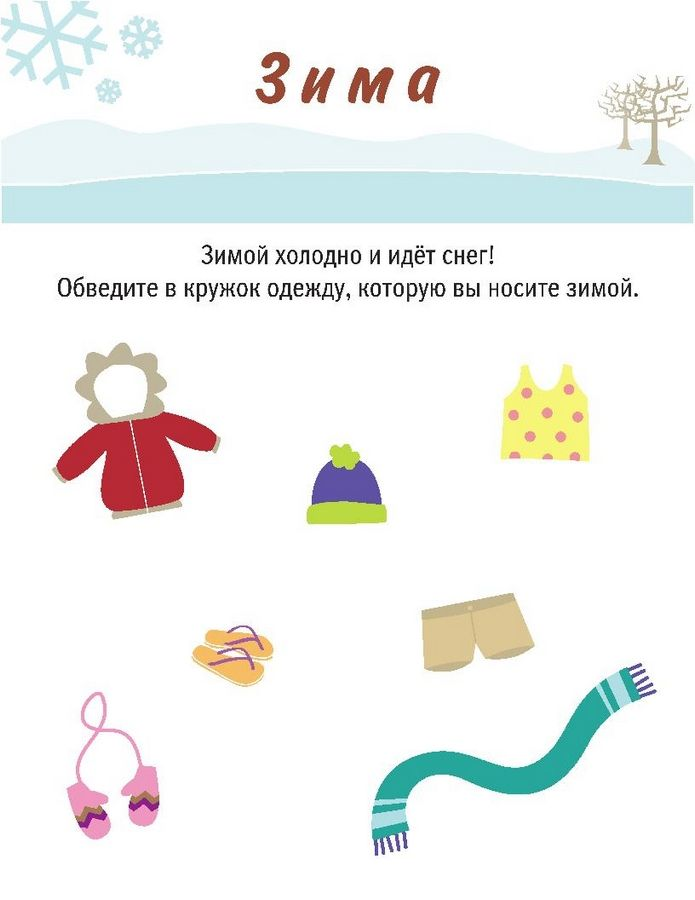 Зима
Зимой холодно и идёт снег!
Обведите в кружок одежду, которую вы носите зимой.